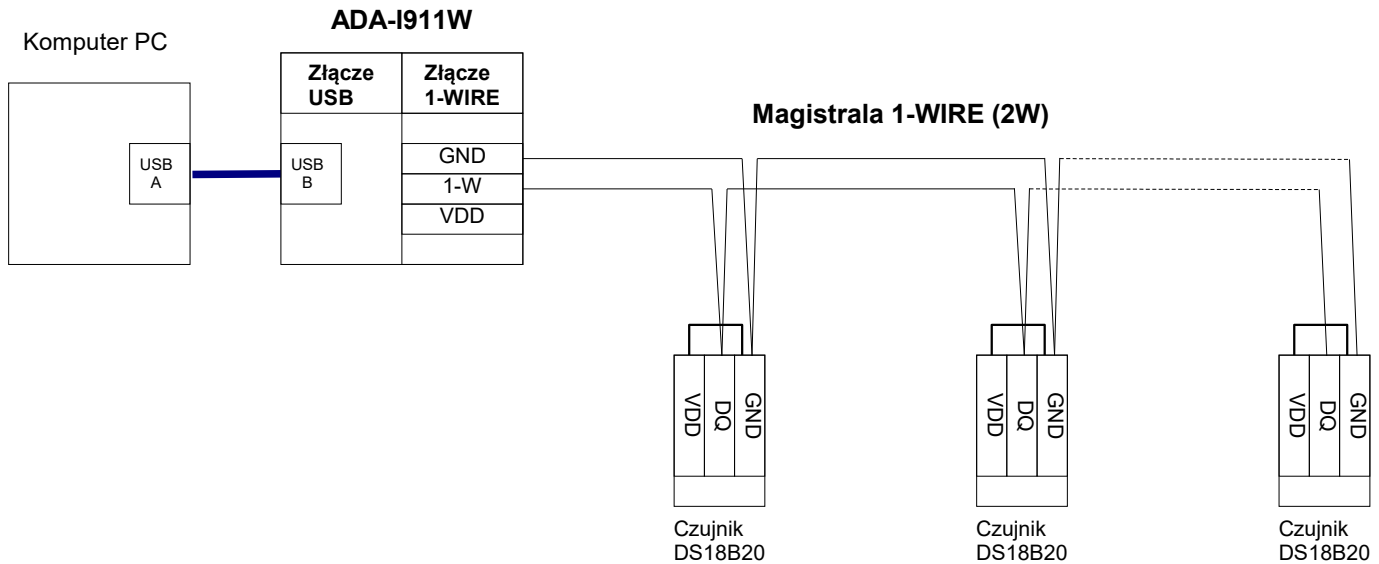 ADA-I911W
Komputer PC
Złącze
USB
Złącze
1-WIRE
Magistrala 1-WIRE (2W)
USB
A
USB
B
GND
1-W
VDD
VDD
DQ
GND
VDD
DQ
GND
VDD
DQ
GND
Czujnik
DS18B20
Czujnik
DS18B20
Czujnik
DS18B20